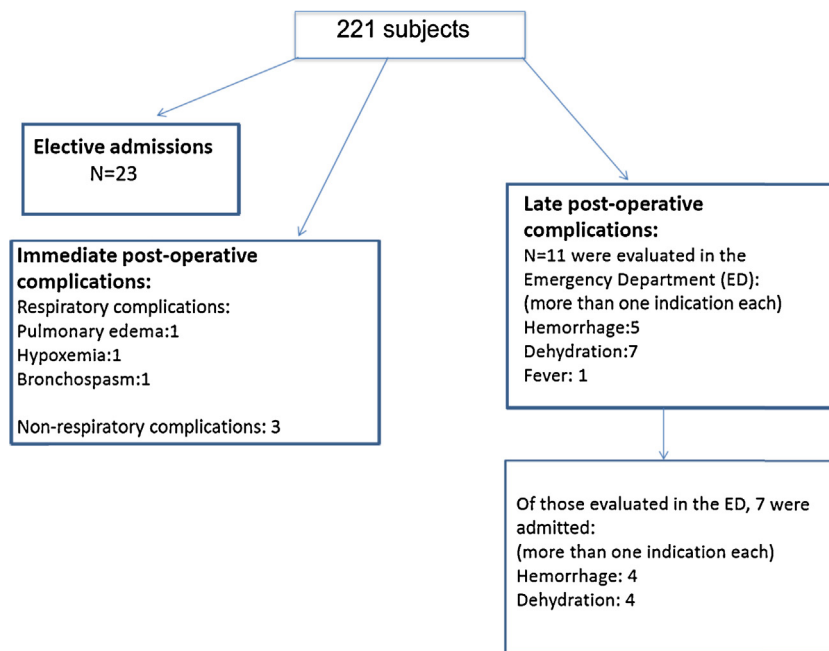 221 subjects
Elective admissions
N=23
Immediate post-operative
complications:
Respiratory complications:
Pulmonary edema:1
Hypoxemia:1
Bronchospasm:1
Non-respiratory complications: 3
Late post-operative
complications:
N=11 were evaluated in the
Emergency Department (ED):
(more than one indication each)
Hemorrhage:5
Dehydration:7
Fever: 1
Of those evaluated in the ED, 7 were
admitted:
(more than one indication each)
Hemorrhage: 4
Dehydration: 4